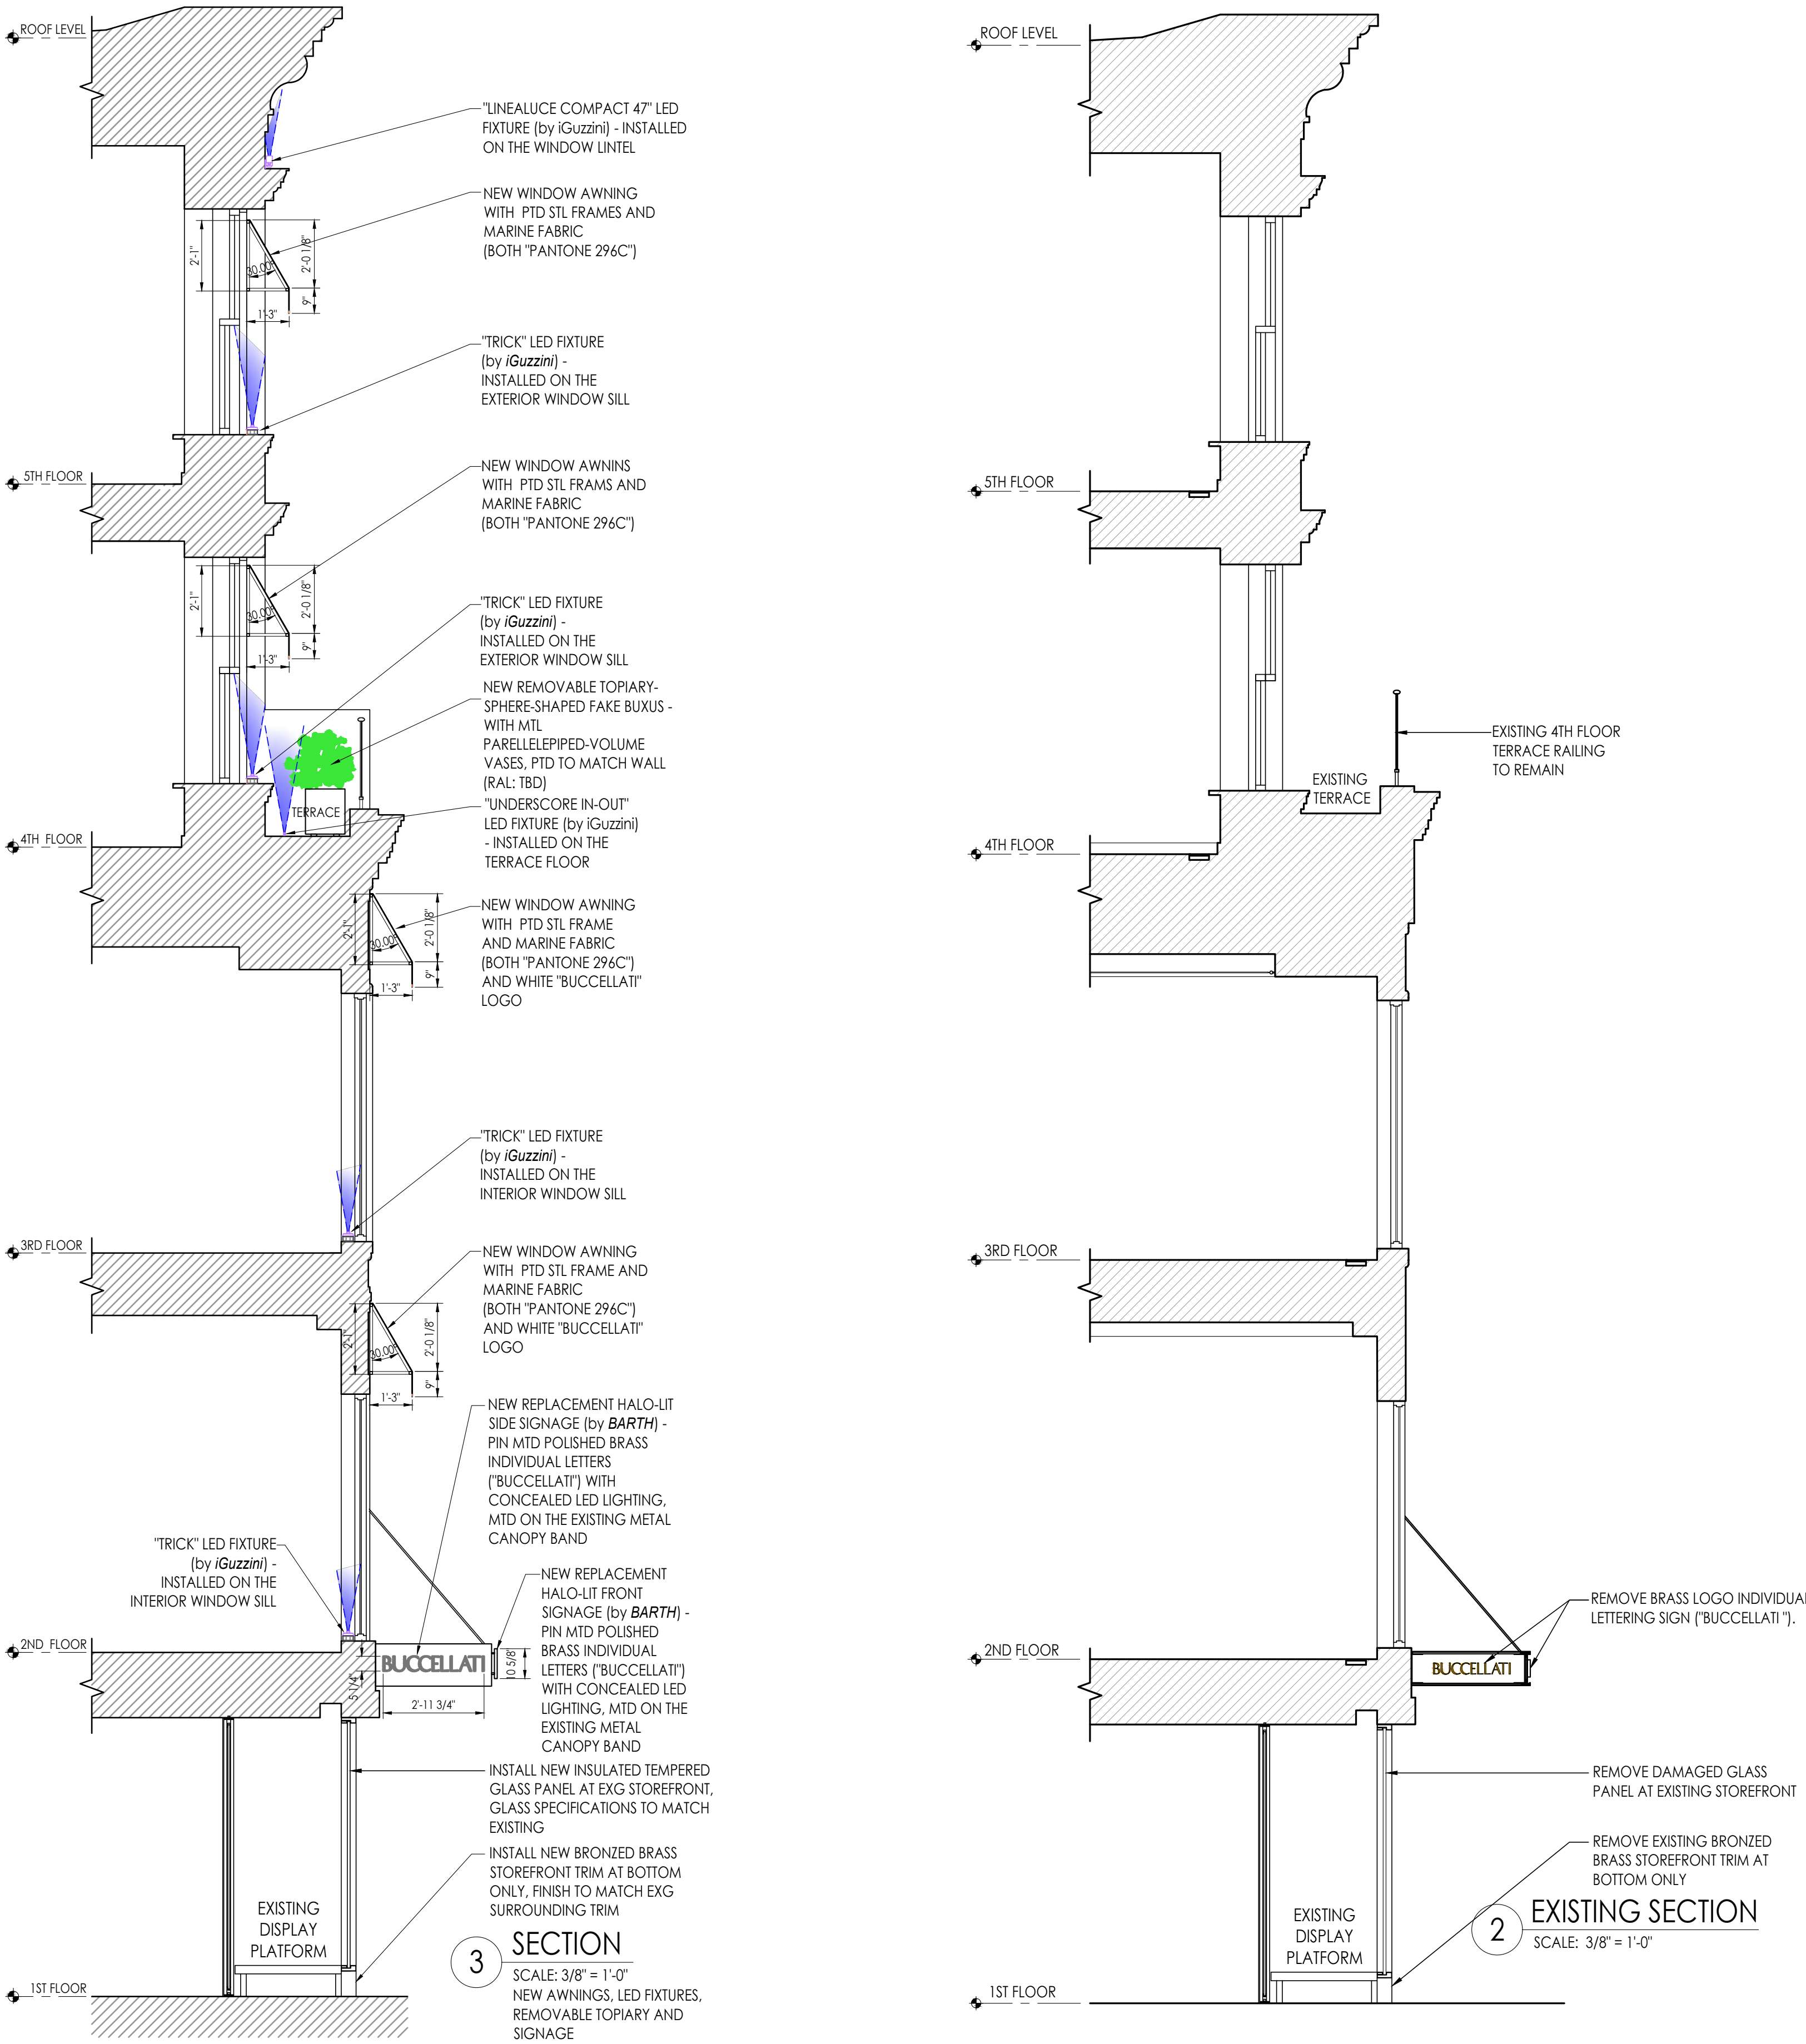 ROOF LEVEL
"LINEALUCE COMPACT 47" LED
FIXTURE (by iGuzzini) - INSTALLED
ON THE WINDOW LINTEL
NEW WINDOW AWNING
WITH PTD STL FRAMES AND
MARINE FABRIC
(BOTH "PANTONE 296C")
2'-1"
30.00°
2'-0 1/8"
9"
1'-3"
"TRICK" LED FIXTURE
(by iGuzzini) -
INSTALLED ON THE
EXTERIOR WINDOW SILL
5TH FLOOR
NEW WINDOW AWNINS
WITH PTD STL FRAMS AND
MARINE FABRIC
(BOTH "PANTONE 296C")
2'-1"
30.00°
2'-0 1/8"
9"
1'-3"
"TRICK" LED FIXTURE
(by iGuzzini) -
INSTALLED ON THE
EXTERIOR WINDOW SILL
NEW REMOVABLE TOPIARY-
SPHERE-SHAPED FAKE BUXUS -
WITH MTL
PARELLELEPIPED-VOLUME
VASES, PTD TO MATCH WALL
(RAL: TBD)
TERRACE
"UNDERSCORE IN-OUT"
LED FIXTURE (by iGuzzini)
- INSTALLED ON THE
TERRACE FLOOR
4TH FLOOR
NEW WINDOW AWNING
WITH PTD STL FRAME
AND MARINE FABRIC
(BOTH "PANTONE 296C")
AND WHITE "BUCCELLATI"
LOGO
2'-1"
30.00°
2'-0 1/8"
9"
1'-3"
"TRICK" LED FIXTURE
(by iGuzzini) -
INSTALLED ON THE
INTERIOR WINDOW SILL
3RD FLOOR
NEW WINDOW AWNING
WITH PTD STL FRAME AND
MARINE FABRIC
(BOTH "PANTONE 296C")
AND WHITE "BUCCELLATI"
LOGO
2'-1"
30.00°
2'-0 1/8"
9"
1'-3"
NEW REPLACEMENT HALO-LIT
SIDE SIGNAGE (by BARTH) -
PIN MTD POLISHED BRASS
INDIVIDUAL LETTERS
("BUCCELLATI") WITH
CONCEALED LED LIGHTING,
MTD ON THE EXISTING METAL
CANOPY BAND
"TRICK" LED FIXTURE
(by iGuzzini) -
INSTALLED ON THE
INTERIOR WINDOW SILL
NEW REPLACEMENT
HALO-LIT FRONT
SIGNAGE (by BARTH) -
PIN MTD POLISHED
BRASS INDIVIDUAL
LETTERS ("BUCCELLATI")
WITH CONCEALED LED
LIGHTING, MTD ON THE
EXISTING METAL
CANOPY BAND
2ND FLOOR
BUCCELLATI
5 1/4"
10 5/8"
2'-11 3/4"
INSTALL NEW INSULATED TEMPERED
GLASS PANEL AT EXG STOREFRONT,
GLASS SPECIFICATIONS TO MATCH
EXISTING
INSTALL NEW BRONZED BRASS
STOREFRONT TRIM AT BOTTOM
ONLY, FINISH TO MATCH EXG
SURROUNDING TRIM
EXISTING
DISPLAY
PLATFORM
1ST FLOOR
3
SECTION
SCALE: 3/8" = 1'-0"
NEW AWNINGS, LED FIXTURES,
REMOVABLE TOPIARY AND
SIGNAGE
ROOF LEVEL
5TH FLOOR
EXISTING 4TH FLOOR
TERRACE RAILING
TO REMAIN
EXISTING
TERRACE
4TH FLOOR
3RD FLOOR
REMOVE BRASS LOGO INDIVIDUAL
LETTERING SIGN ("BUCCELLATI ").
2ND FLOOR
BUCCELLATI
REMOVE DAMAGED GLASS
PANEL AT EXISTING STOREFRONT
REMOVE EXISTING BRONZED
BRASS STOREFRONT TRIM AT
BOTTOM ONLY
EXISTING
DISPLAY
PLATFORM
1ST FLOOR
2
EXISTING SECTION
SCALE: 3/8" = 1'-0"